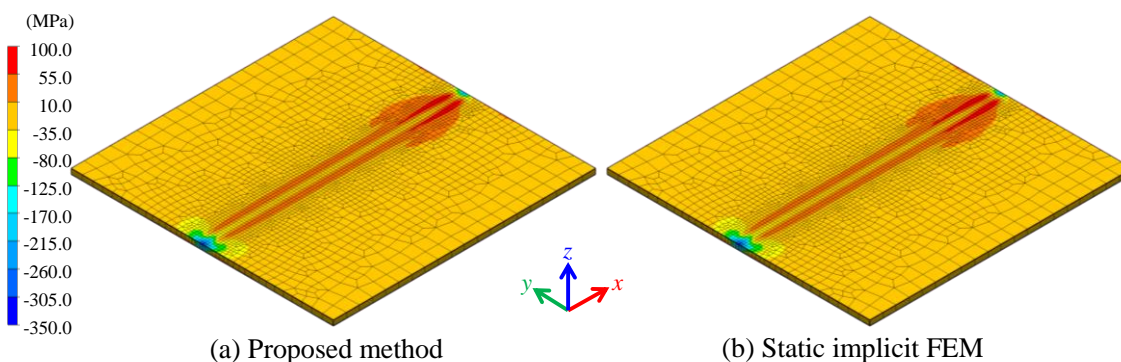 (MPa)
100.0
55.0
10.0
-35.0
-80.0
-125.0
-170.0
-215.0
-260.0
-305.0
-350.0
z
y
x
(a) Proposed method
(b) Static implicit FEM